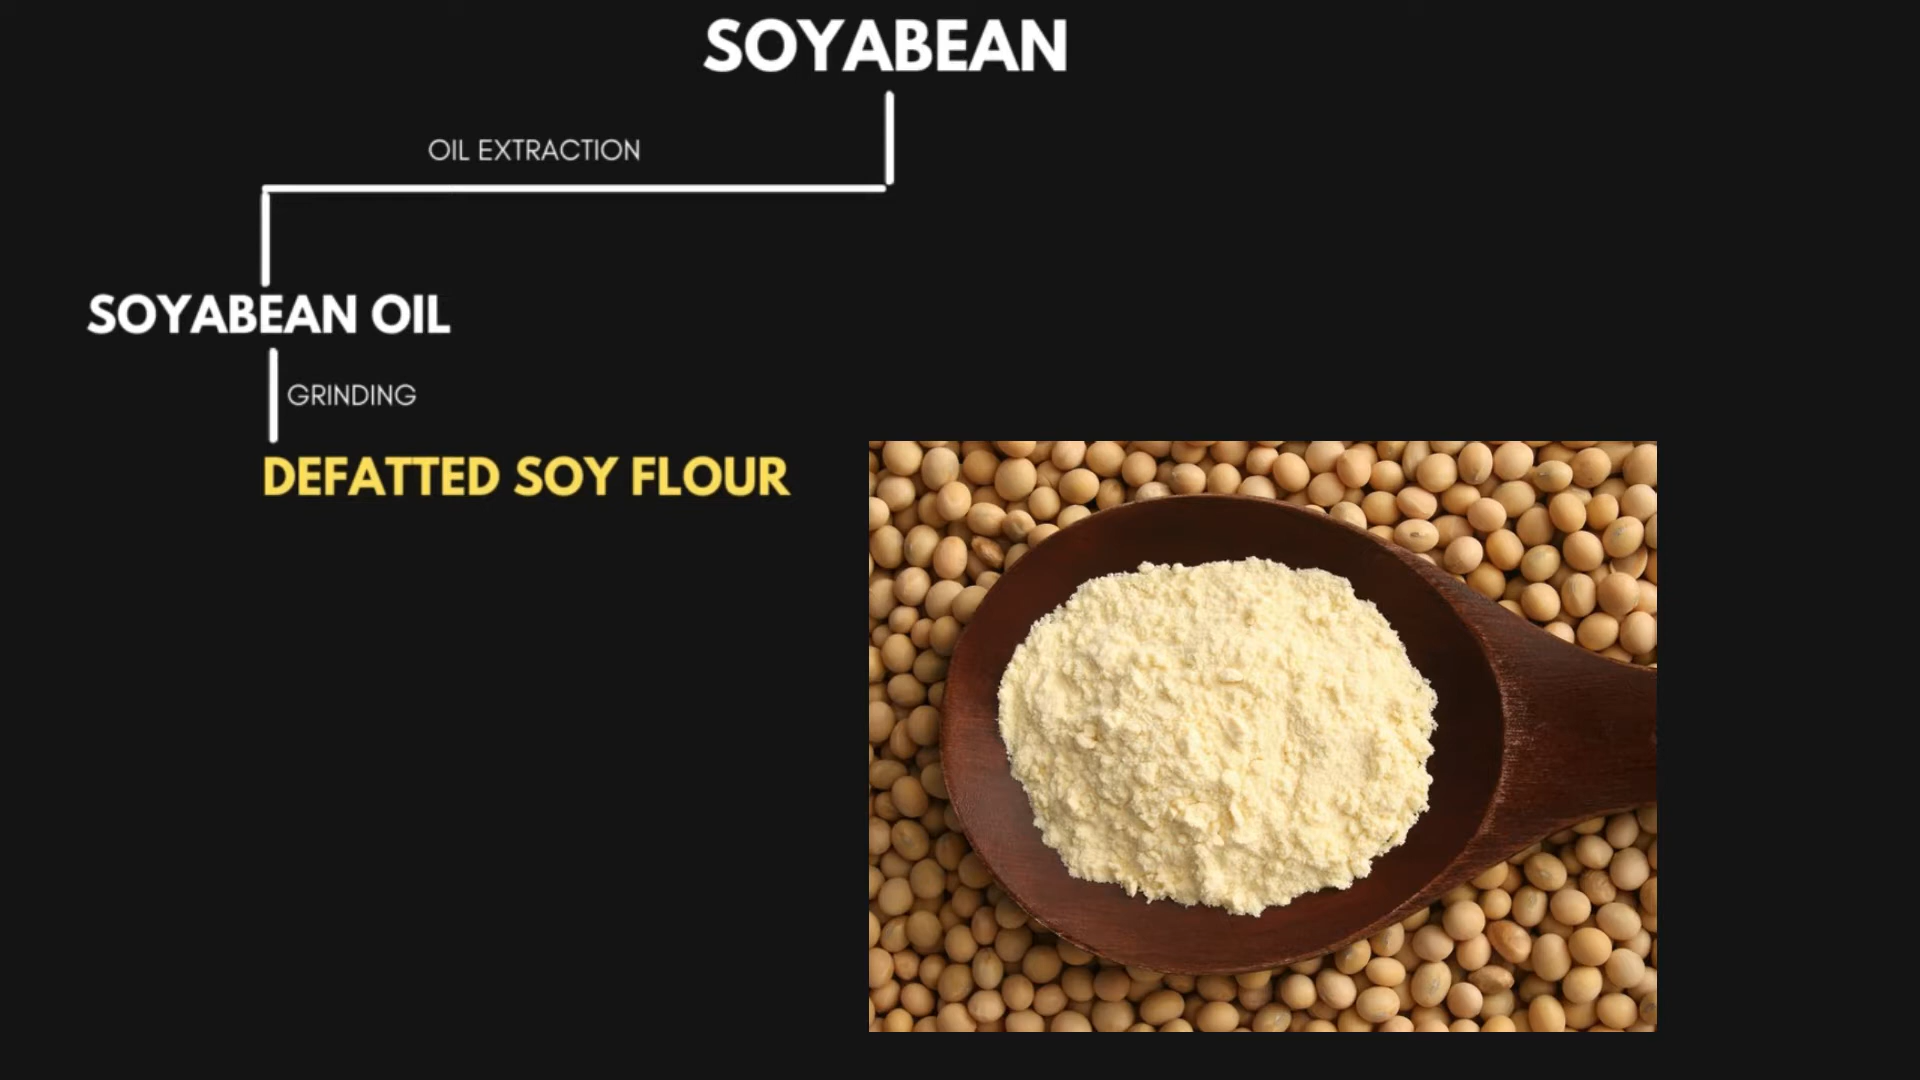 SOYABEAN
OIL EXTRACTION
SOYABEAN OIL
GRINDING
DEFATTED SOY FLOUR